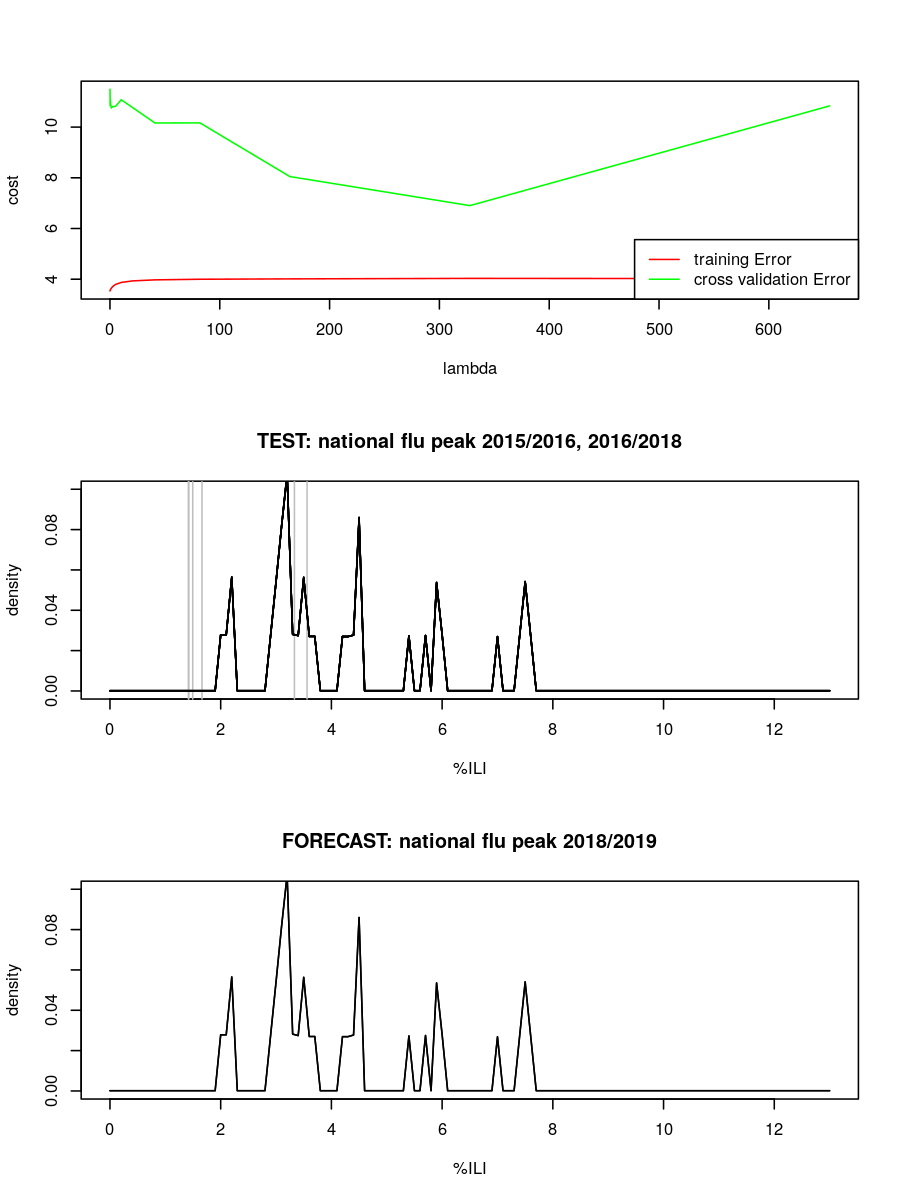 cost
10
8
6
4
training Error
cross validation Error
0 100 200 300 400 500 600
lambda
TEST: national flu peak 2015/2016, 2016/2018
density
0.08
0.04
0.00
0 2 4 6 8 10 12
%ILI
FORECAST: national flu peak 2018/2019
density
0.08
0.04
0.00
0 2 4 6 8 10 12
%ILI